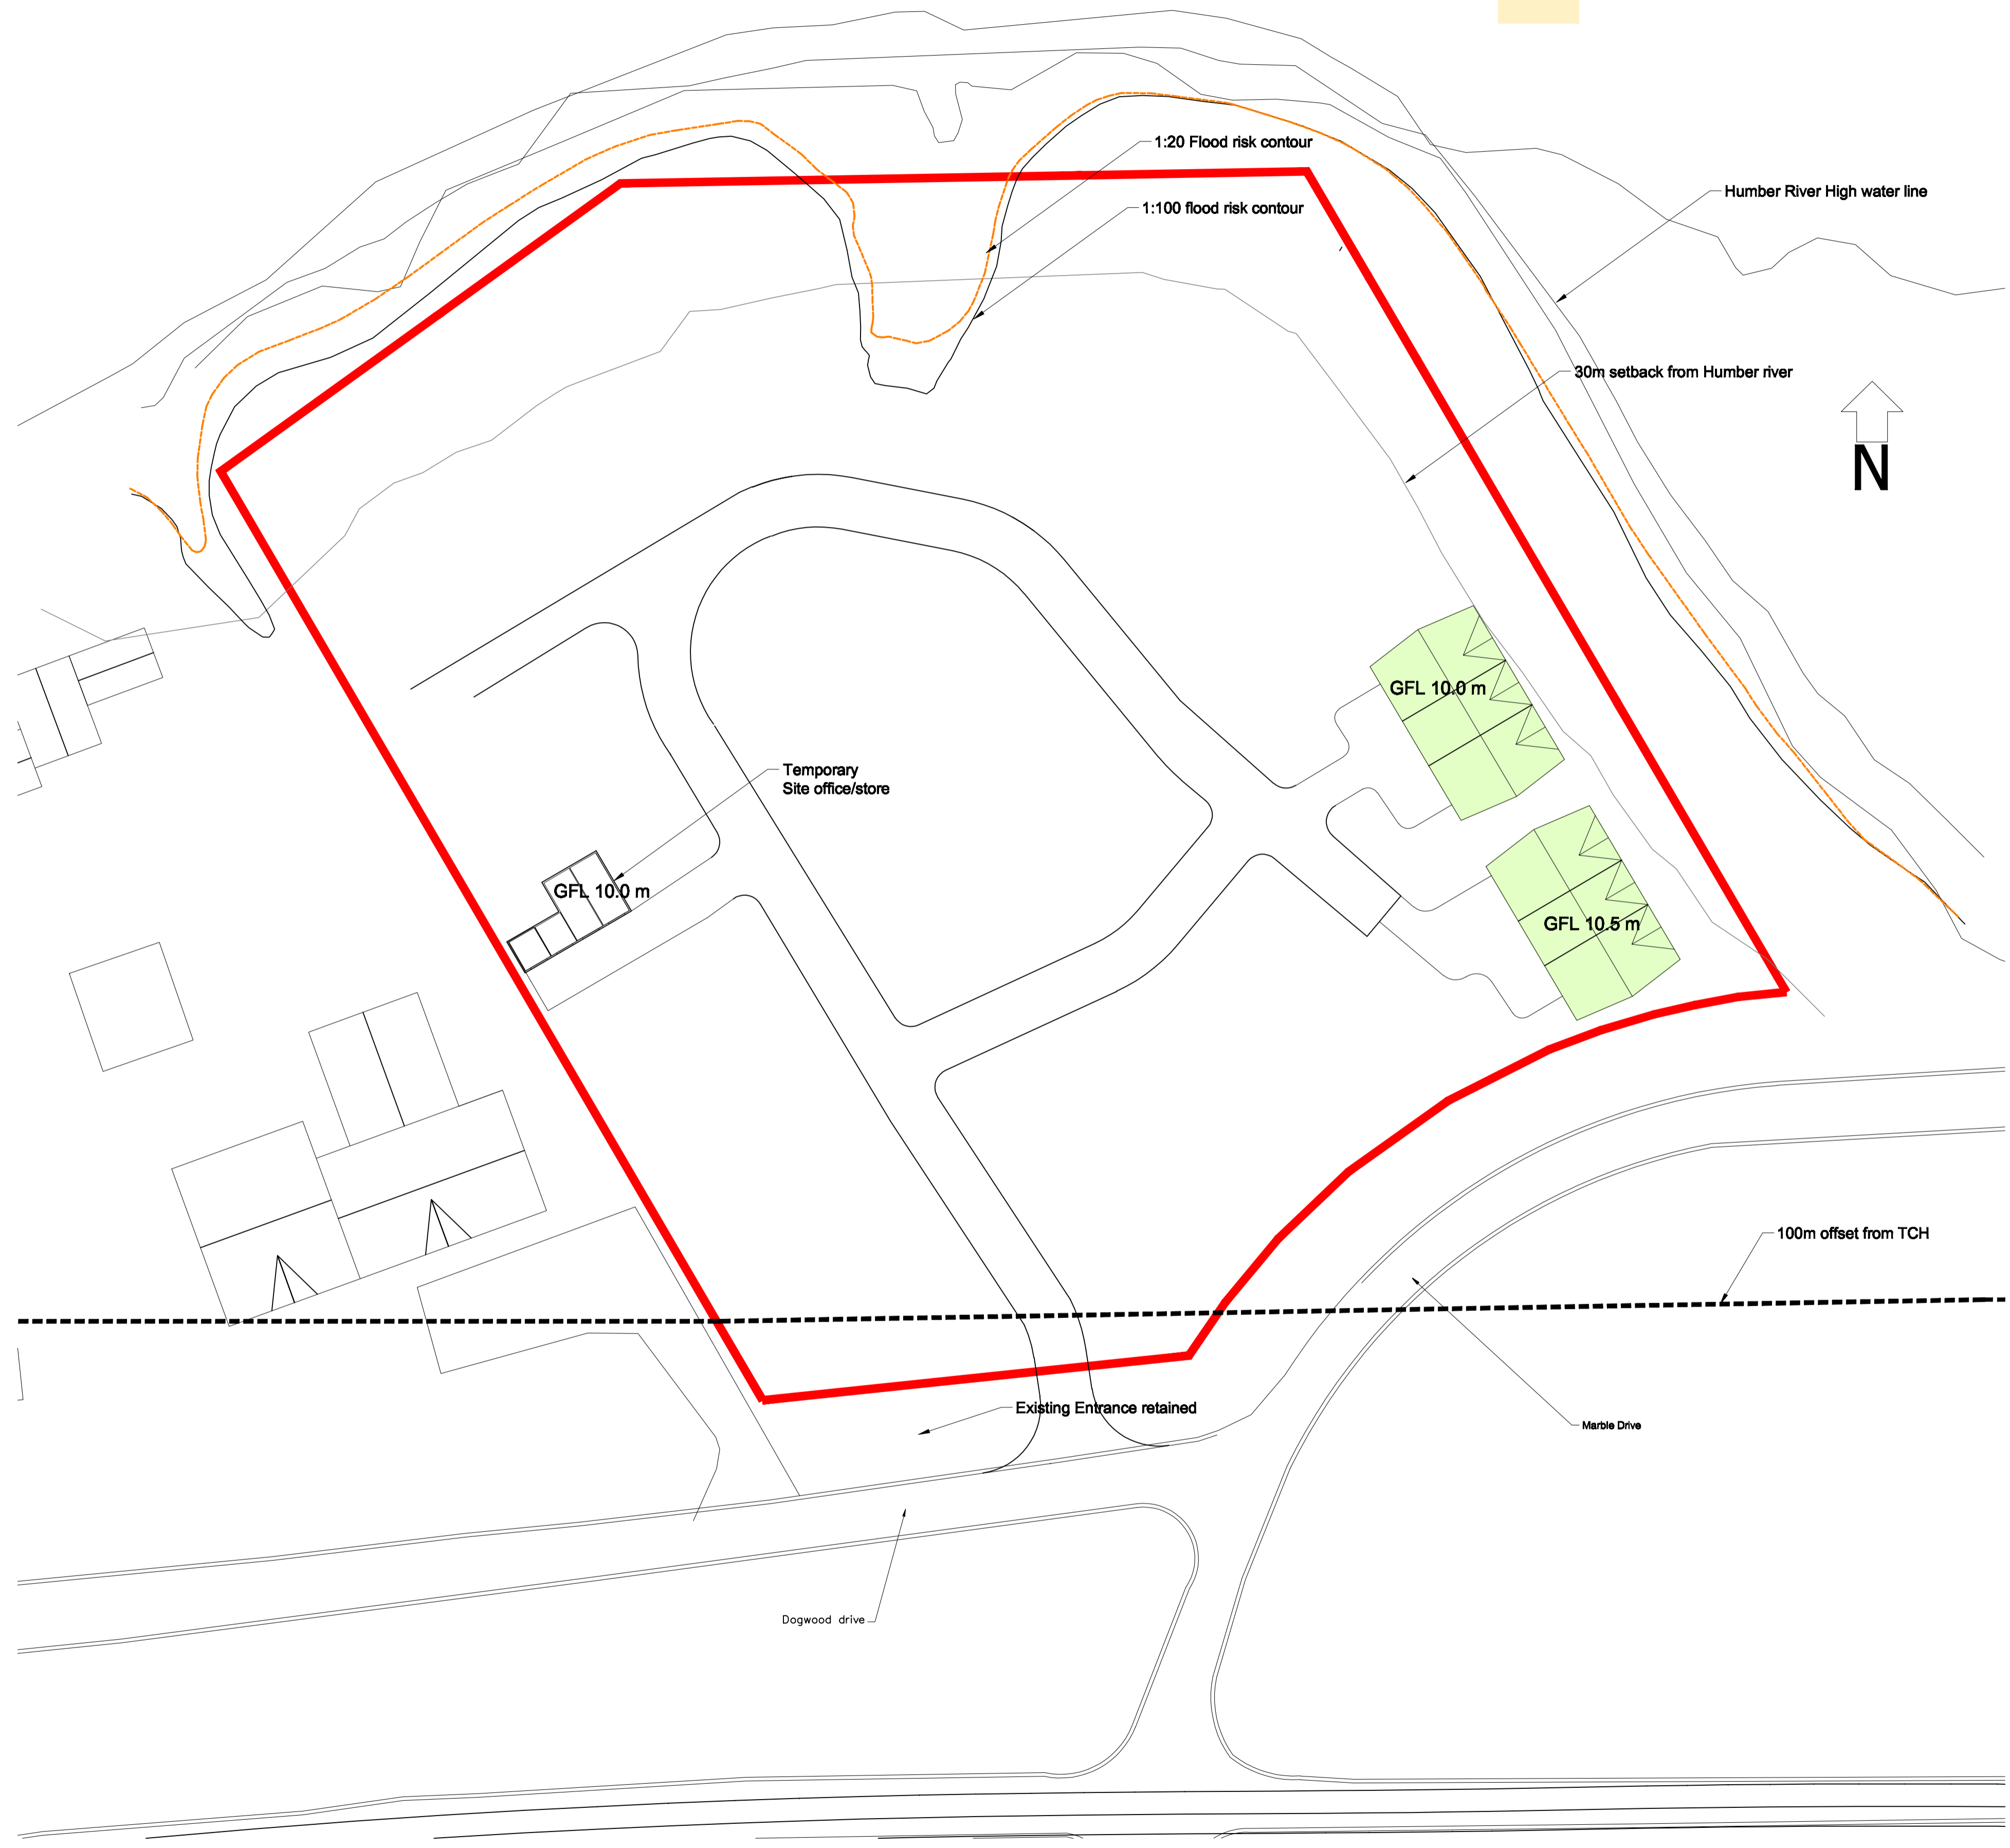 1:20 Flood risk contour
Humber River High water line
1:100 flood risk contour
30m setback from Humber river
N
GFL 10.0 m
Temporary
Site office/store
GFL 10.0 m
GFL 10.5 m
100m offset from TCH
Existing Entrance retained
Marble Drive
Dogwood drive